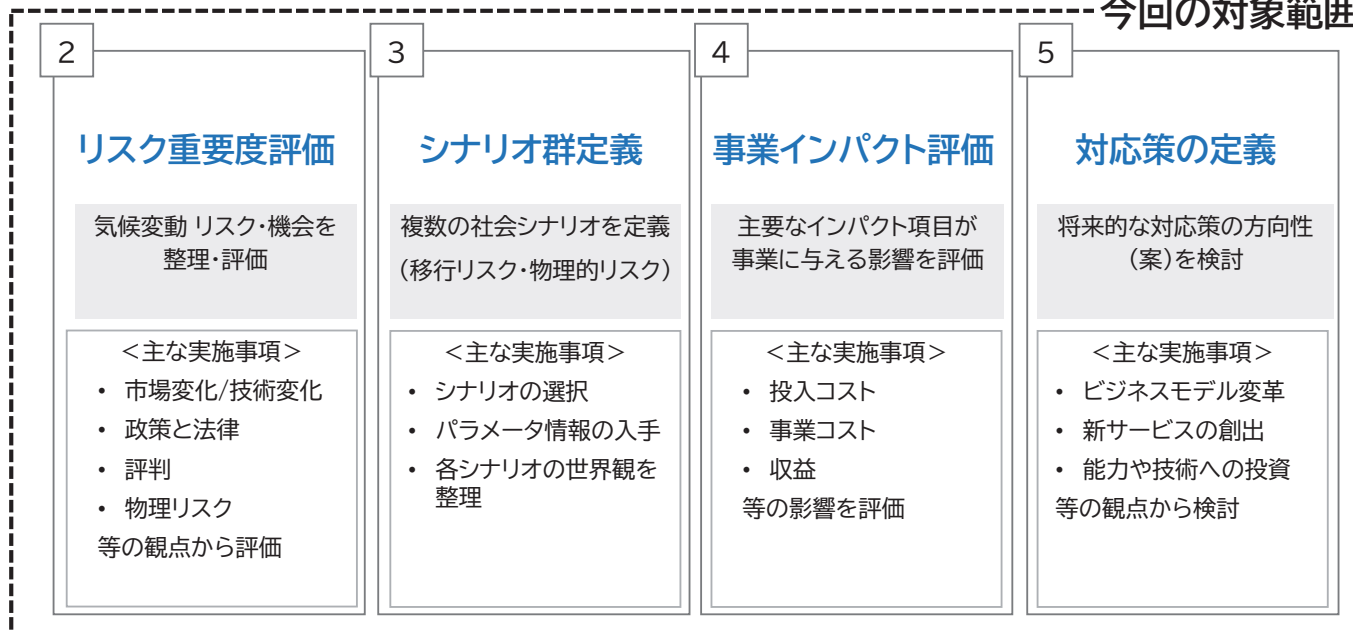 今回の対象範囲
2
リスク重要度評価
気候変動 リスク・機会を
整理・評価
＜主な実施事項＞
• 市場変化/技術変化
• 政策と法律
• 評判
• 物理リスク
等の観点から評価
3
シナリオ群定義
複数の社会シナリオを定義
（移行リスク・物理的リスク）
＜主な実施事項＞
• シナリオの選択
• パラメータ情報の入手
• 各シナリオの世界観を
整理
4
事業インパクト評価
主要なインパクト項目が
事業に与える影響を評価
＜主な実施事項＞
• 投入コスト
• 事業コスト
• 収益
等の影響を評価
5
対応策の定義
将来的な対応策の方向性
（案）を検討
＜主な実施事項＞
• ビジネスモデル変革
• 新サービスの創出
• 能力や技術への投資
等の観点から検討